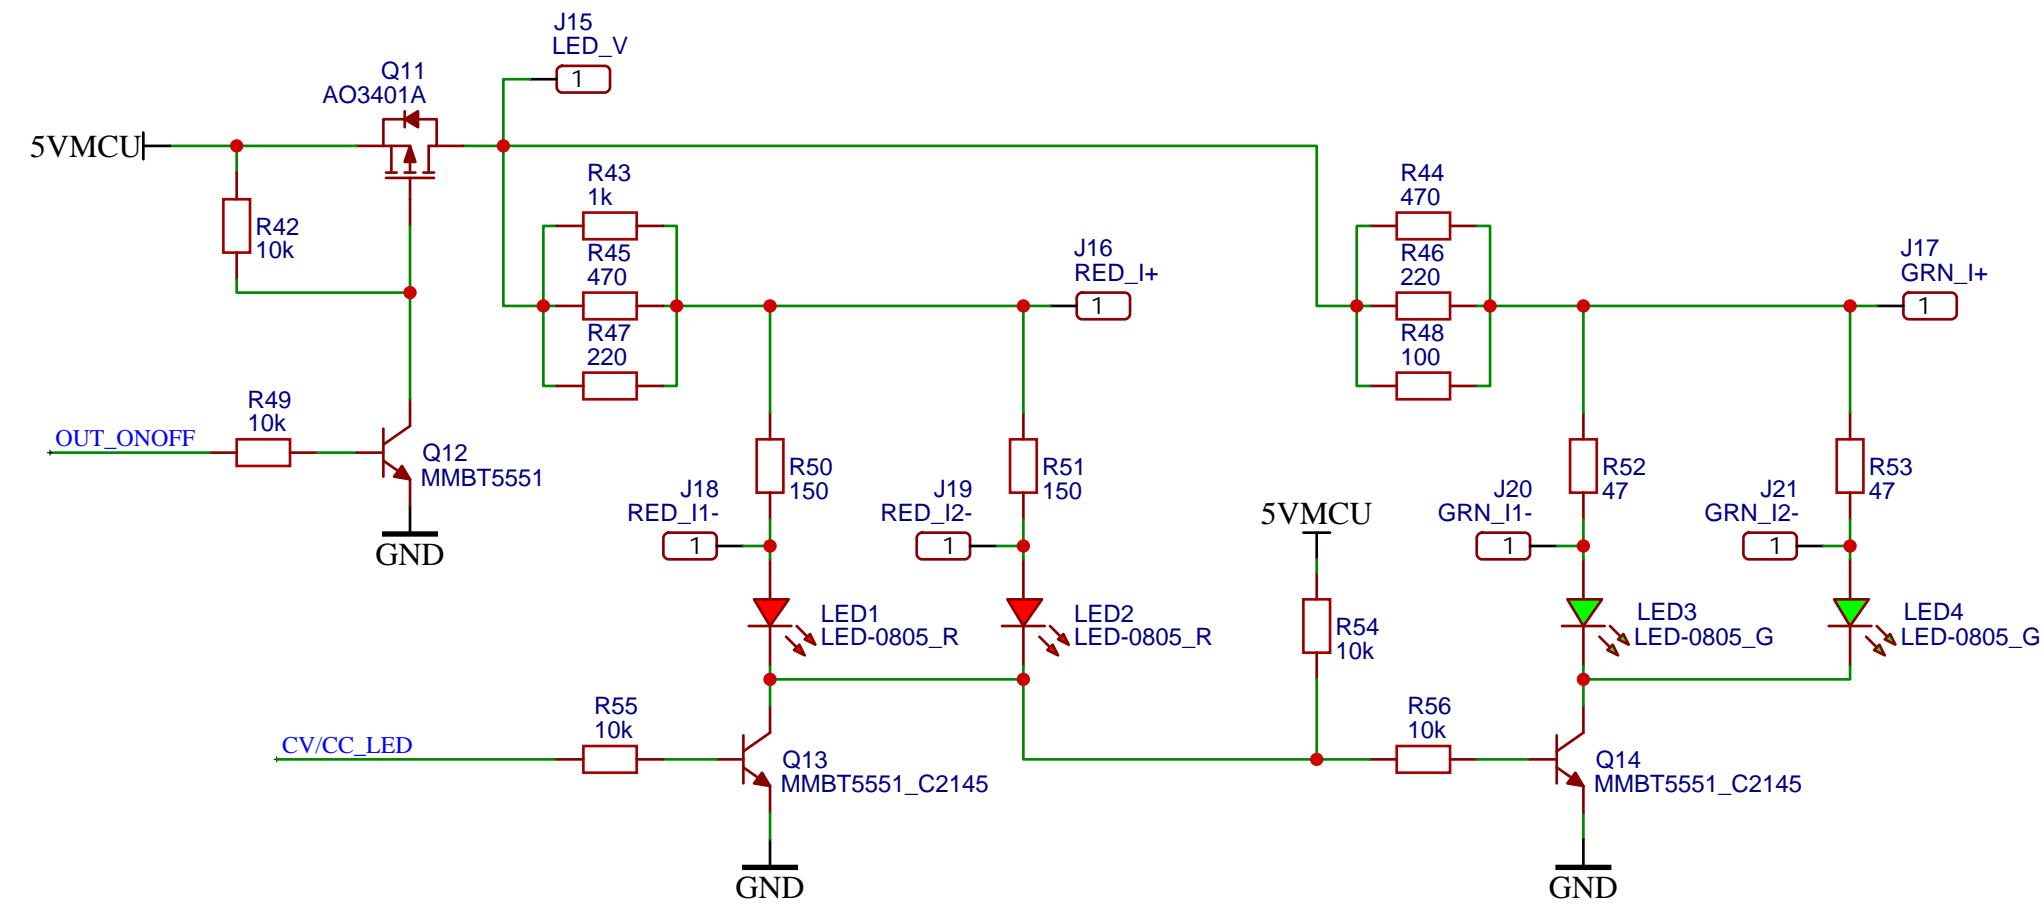 J15
LED_V
1
Q11
AO3401A
5VMCU
R42
10k
R43
1k
R45
470
R47
220
J16
RED_I+
1
R44
470
R46
220
R48
100
J17
GRN_I+
1
OUT_ONOFF
R49
10k
Q12
MMBT5551
GND
R50
150
J18
RED_I1-
1
R51
150
J19
RED_I2-
1
5VMCU
R52
47
J20
GRN_I1-
1
R53
47
J21
GRN_I2-
1
LED1
LED-0805_R
LED2
LED-0805_R
R54
10k
LED3
LED-0805_G
LED4
LED-0805_G
CV/CC_LED
R55
10k
Q13
MMBT5551_C2145
GND
R56
10k
Q14
MMBT5551_C2145
GND